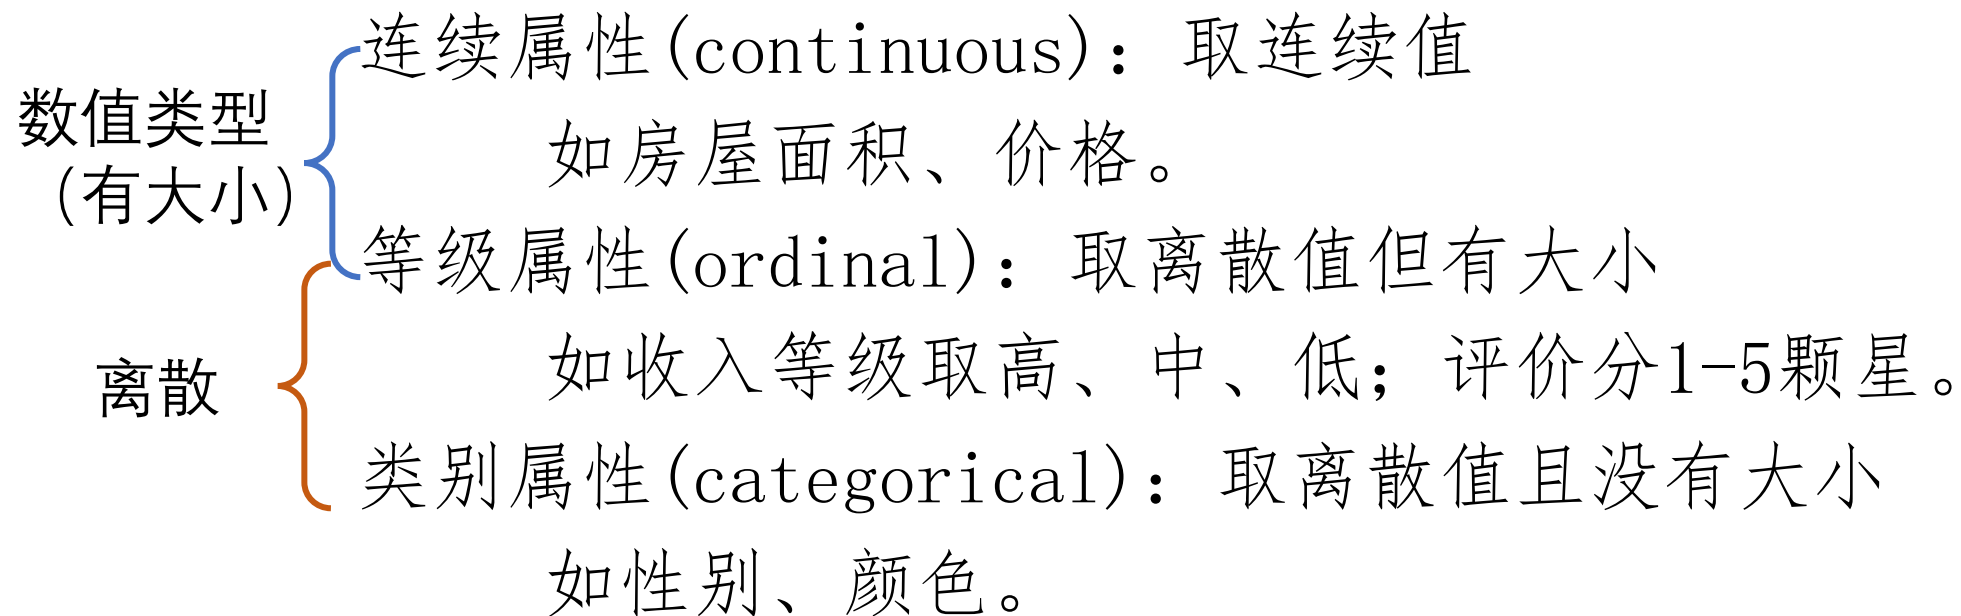 连续属性(continuous)：取连续值
数值类型
（有大小）
如房屋面积、价格。
等级属性(ordinal)：取离散值但有大小
离散
如收入等级取高、中、低；评价分1-5颗星。
类别属性(categorical)：取离散值且没有大小
如性别、颜色。